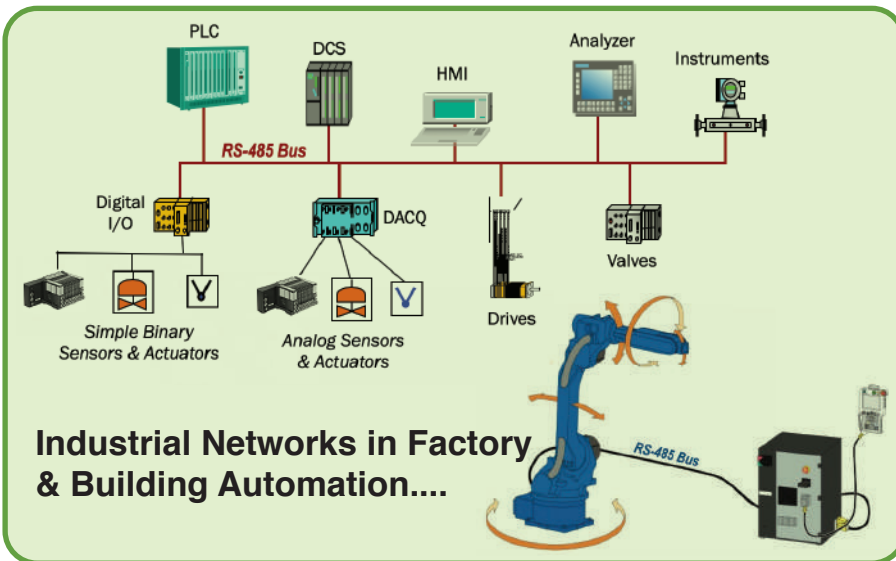 PLC
DCS
HMI
Analyzer
Instruments
RS-485 Bus
Digital
I/O
DACQ
Drives
Valves
Simple Binary
Sensors & Actuators
Analog Sensors
& Actuators
Industrial Networks in Factory
& Building Automation....
RS-485 Bus